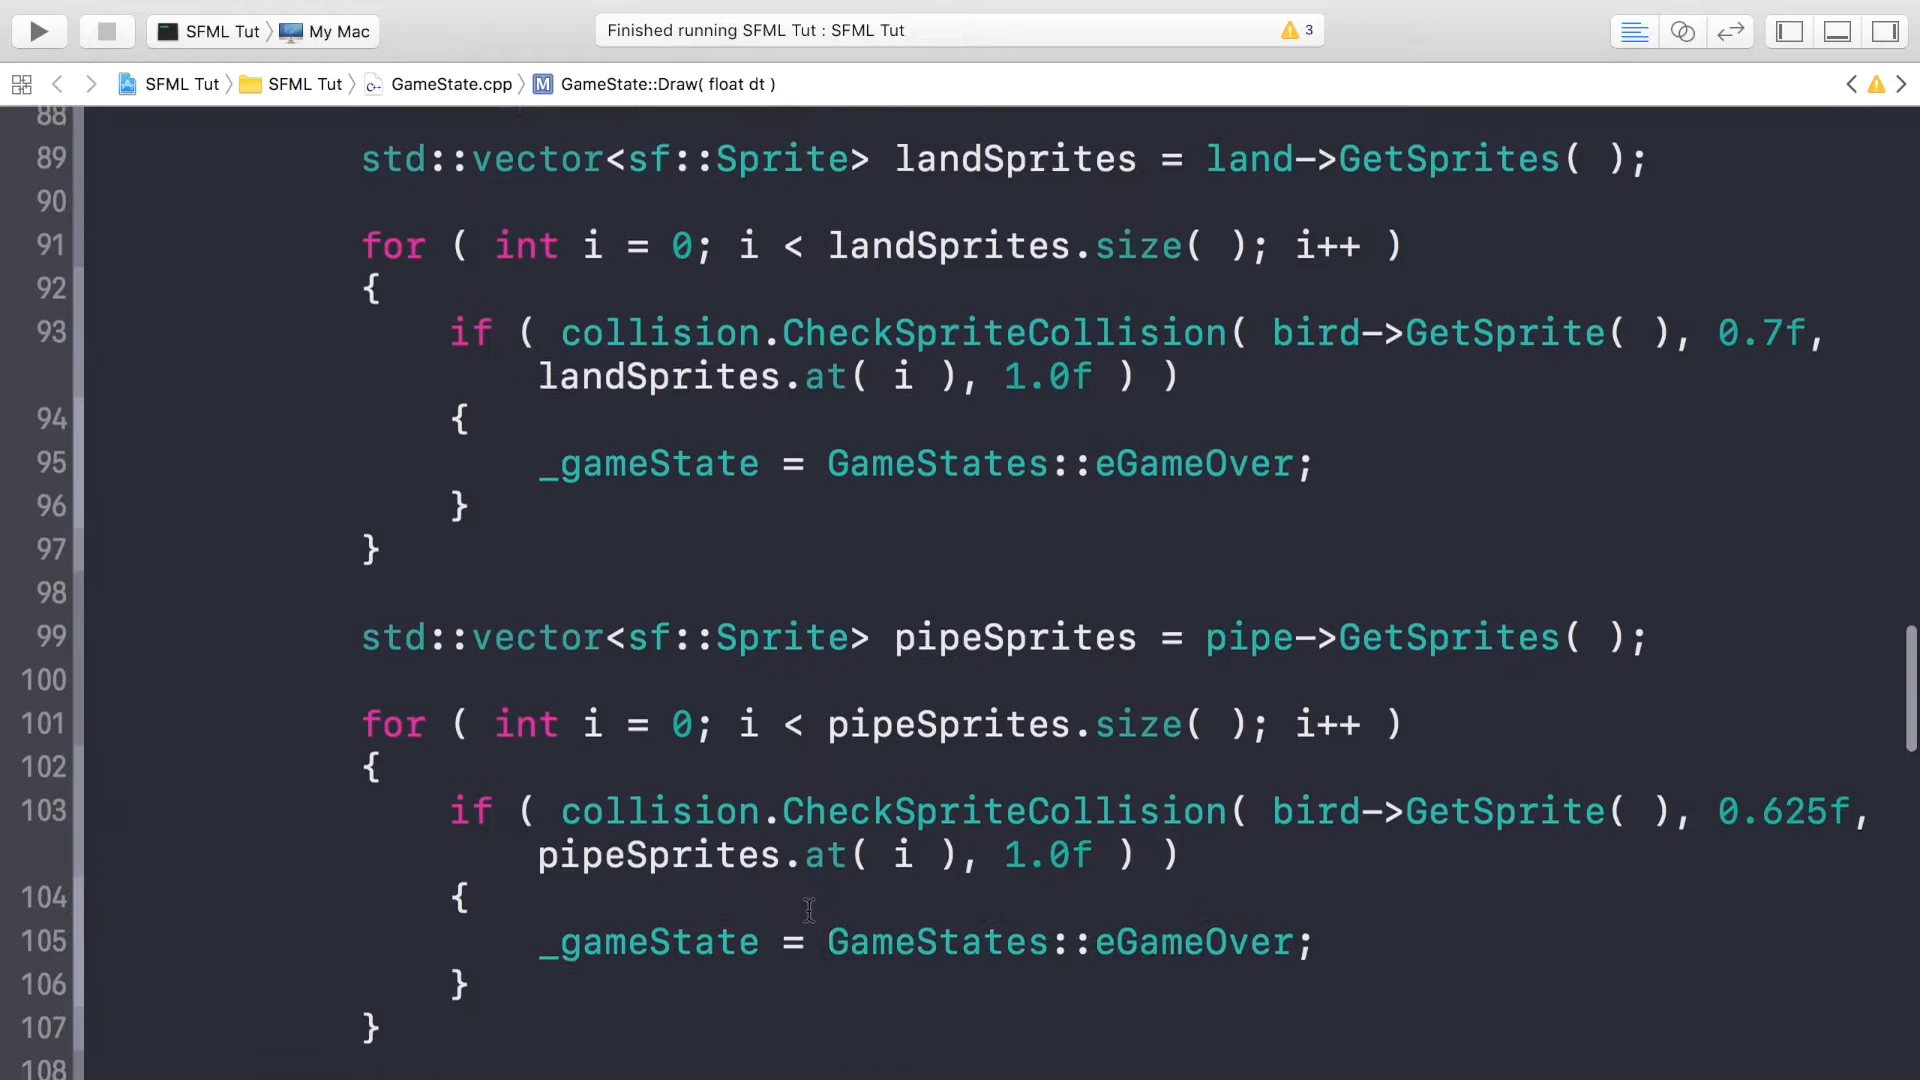 SFML Tut My Mac Finished running SFML Tut : SFML Tut 3
SFML Tut SFML Tut GameState.cpp M GameState::Draw( float dt )
88
89 std::vector<sf::Sprite> landSprites = land->GetSprites( );
90
91 for ( int i = 0; i < landSprites.size( ); i++ )
92 {
93 if ( collision.CheckSpriteCollision( bird->GetSprite( ), 0.7f,
landSprites.at( i ), 1.0f ) )
94 {
95 _gameState = GameStates::eGameOver;
96 }
97 }
98
99 std::vector<sf::Sprite> pipeSprites = pipe->GetSprites( );
100
101 for ( int i = 0; i < pipeSprites.size( ); i++ )
102 {
103 if ( collision.CheckSpriteCollision( bird->GetSprite( ), 0.625f,
pipeSprites.at( i ), 1.0f ) )
104 {
105 _gameState = GameStates::eGameOver;
106 }
107 }
108